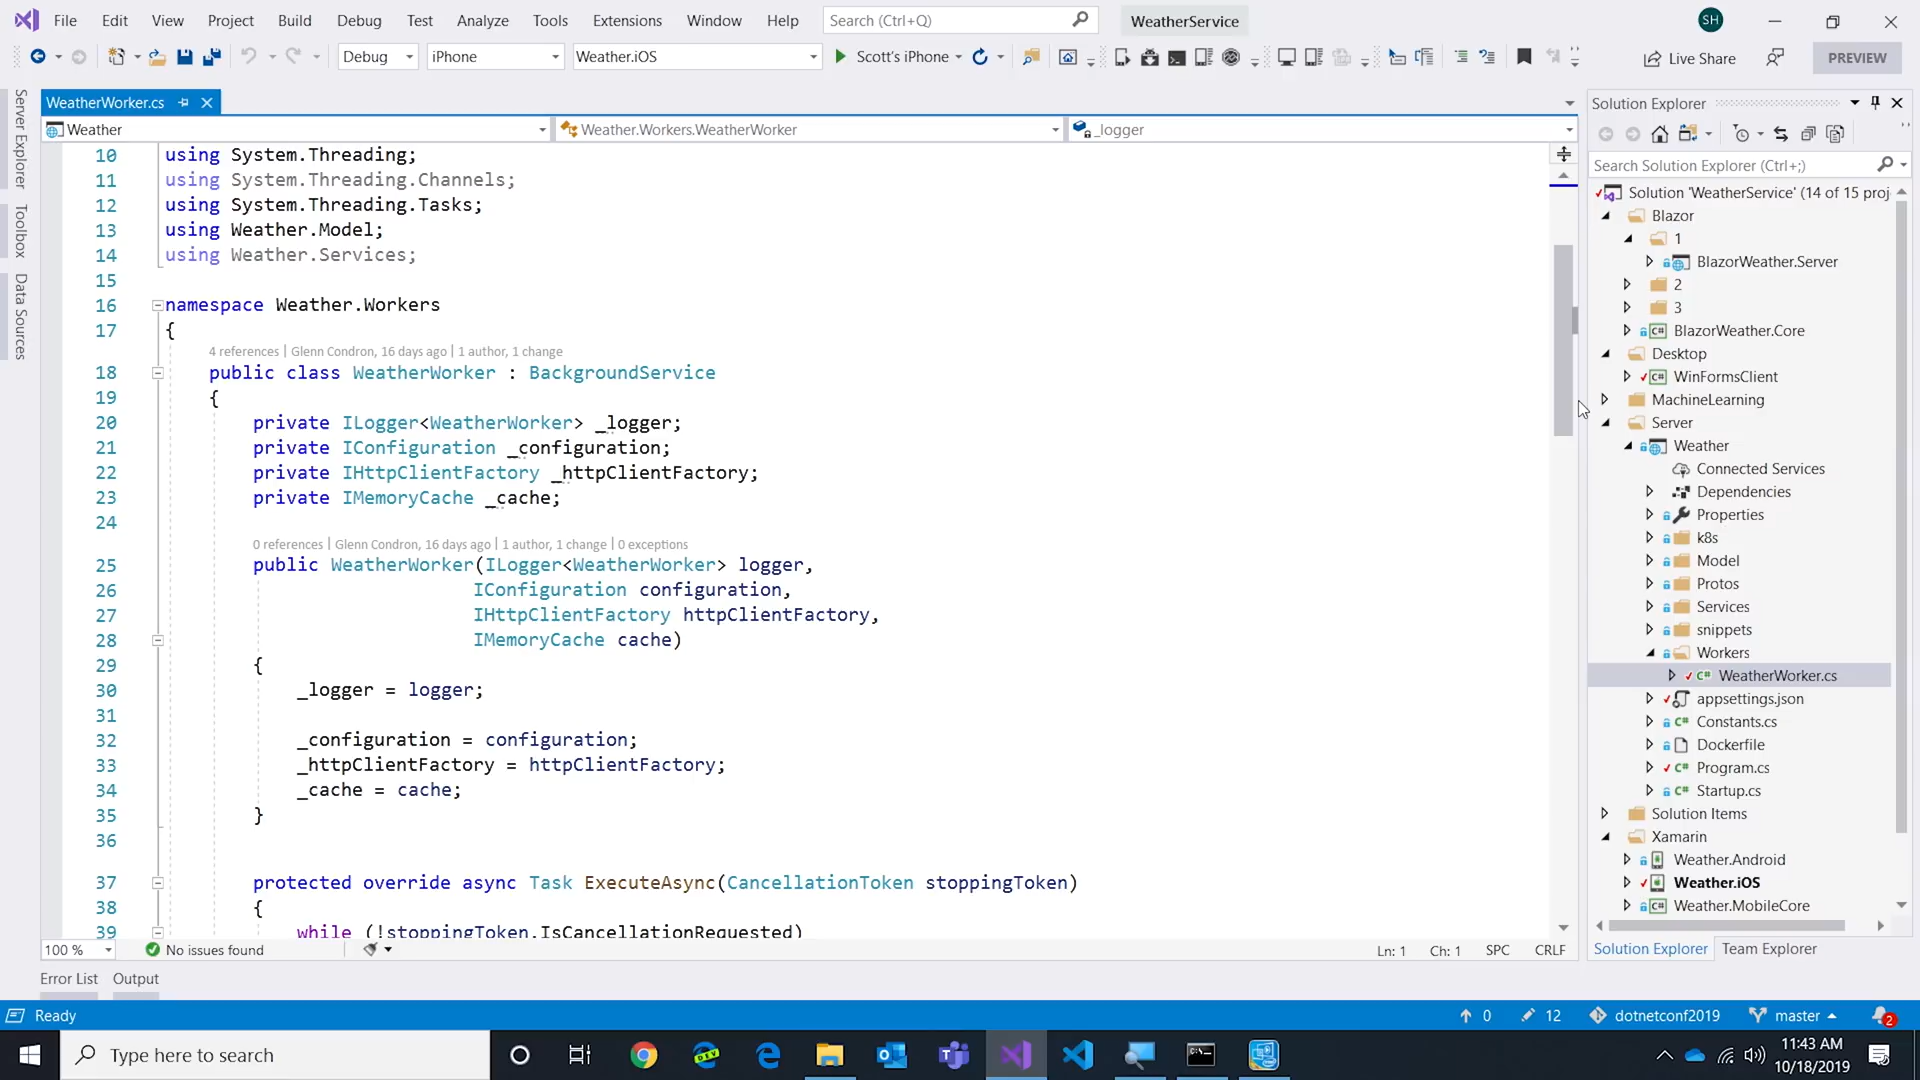 File Edit View Project Build Debug Test Analyze Tools Extensions Window Help Search (Ctrl+Q) WeatherService SH
Debug iPhone Weather.iOS Scott's iPhone Live Share PREVIEW
Server Explorer
Toolbox
Data Sources
WeatherWorker.cs
Weather Weather.Workers.WeatherWorker _logger
10 using System.Threading;
11 using System.Threading.Channels;
12 using System.Threading.Tasks;
13 using Weather.Model;
14 using Weather.Services;
15
16 namespace Weather.Workers
17 {
4 references | Glenn Condron, 16 days ago | 1 author, 1 change
18 public class WeatherWorker : BackgroundService
19 {
20 private ILogger<WeatherWorker> _logger;
21 private IConfiguration _configuration;
22 private IHttpClientFactory _httpClientFactory;
23 private IMemoryCache _cache;
24
0 references | Glenn Condron, 16 days ago | 1 author, 1 change | 0 exceptions
25 public WeatherWorker(ILogger<WeatherWorker> logger,
26 IConfiguration configuration,
27 IHttpClientFactory httpClientFactory,
28 IMemoryCache cache)
29 {
30 _logger = logger;
31
32 _configuration = configuration;
33 _httpClientFactory = httpClientFactory;
34 _cache = cache;
35 }
36
37 protected override async Task ExecuteAsync(CancellationToken stoppingToken)
38 {
39 while (!stoppingToken.IsCancellationRequested)
100 % No issues found Ln: 1 Ch: 1 SPC CRLF
Solution Explorer
Search Solution Explorer (Ctrl+;)
Solution 'WeatherService' (14 of 15 proj
Blazor
1
BlazorWeather.Server
2
3
BlazorWeather.Core
Desktop
WinFormsClient
MachineLearning
Server
Weather
Connected Services
Dependencies
Properties
k8s
Model
Protos
Services
snippets
Workers
WeatherWorker.cs
appsettings.json
Constants.cs
Dockerfile
Program.cs
Startup.cs
Solution Items
Xamarin
Weather.Android
Weather.iOS
Weather.MobileCore
Solution Explorer Team Explorer
Error List Output
Ready 0 12 dotnetconf2019 master 2
Type here to search
DEV
11:43 AM
10/18/2019